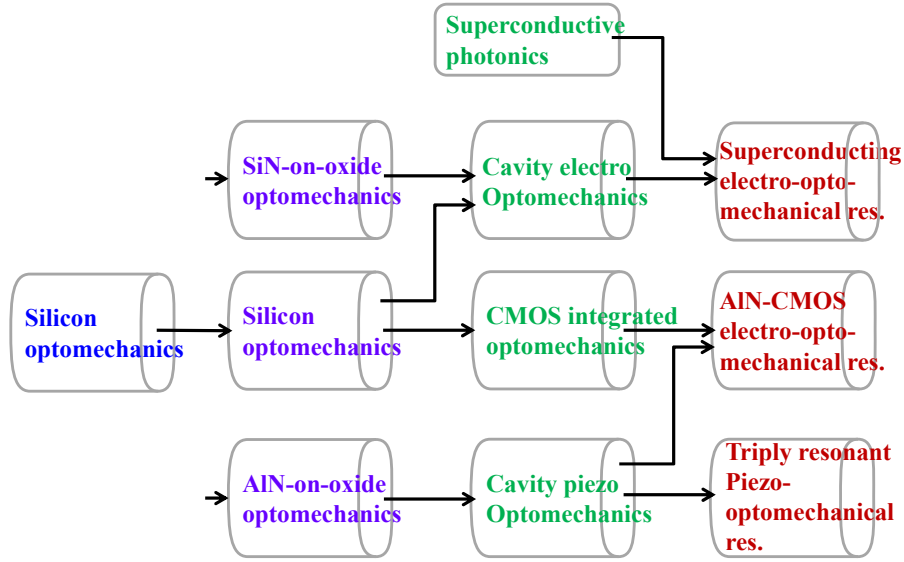 Superconductive
photonics
SiN-on-oxide
optomechanics
Cavity electro
Optomechanics
Superconducting
electro-opto-
mechanical res.
Silicon
optomechanics
Silicon
optomechanics
CMOS integrated
optomechanics
AlN-CMOS
electro-opto-
mechanical res.
AlN-on-oxide
optomechanics
Cavity piezo
Optomechanics
Triply resonant
Piezo-
optomechanical
res.